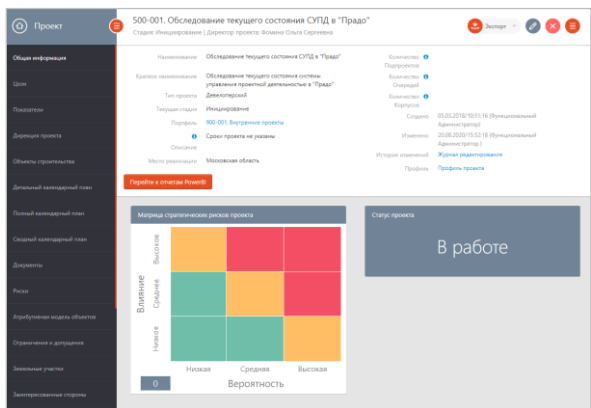 Проект
500-001. Обследование текущего состояния СУПД в "Прадо"
Стадия: Инициирование | Директор проекта: Фомина Ольга Сергеевна
Экспорт
Общая информация
Цели
Показатели
Дирекция проекта
Объекты строительства
Детальный календарный план
Полный календарный план
Сводный календарный план
Документы
Риски
Атрибутивная модель объектов
Ограничения и допущения
Земельные участки
Заинтересованные стороны
Наименование Обследование текущего состояния СУПД в "Прадо"
Краткое наименование Обследование текущего состояния системы
управления проектной деятельностью в "Прадо"
Тип проекта Девелоперский
Текущая стадия Инициирование
Портфель 500-001. Внутренние проекты
Сроки проекта не указаны
Описание
Место реализации Московская область
Количество
Подпроектов
Количество
Очередей
Количество
Корпусов
Создано 05.03.2018/10:51:16 (Функциональный
Администратор)
Изменено 20.08.2020/15:52:18 (Функциональный
Администратор )
История изменений Журнал редактирования
Профиль Профиль проекта
Перейти к отчетам PowerBI
Матрица стратегических рисков проекта
Влияние
Высокое
Среднее
Низкое
Низкая Средняя Высокая
0 Вероятность
Статус проекта
В работе